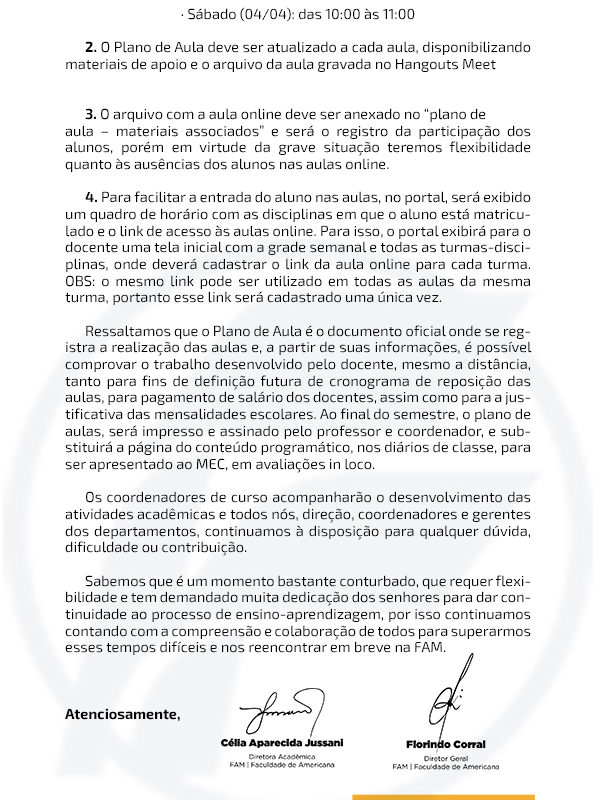 · Sábado (04/04): das 10:00 às 11:00
2. O Plano de Aula deve ser atualizado a cada aula, disponibilizando
materiais de apoio e o arquivo da aula gravada no Hangouts Meet
3. O arquivo com a aula online deve ser anexado no “plano de
aula – materiais associados” e será o registro da participação dos
alunos, porém em virtude da grave situação teremos flexibilidade
quanto às ausências dos alunos nas aulas online.
4. Para facilitar a entrada do aluno nas aulas, no portal, será exibido
um quadro de horário com as disciplinas em que o aluno está matricu-
lado e o link de acesso às aulas online. Para isso, o portal exibirá para o
docente uma tela inicial com a grade semanal e todas as turmas-disci-
plinas, onde deverá cadastrar o link da aula online para cada turma.
OBS: o mesmo link pode ser utilizado em todas as aulas da mesma
turma, portanto esse link será cadastrado uma única vez.
Ressaltamos que o Plano de Aula é o documento oficial onde se reg-
istra a realização das aulas e, a partir de suas informações, é possível
comprovar o trabalho desenvolvido pelo docente, mesmo a distância,
tanto para fins de definição futura de cronograma de reposição das
aulas, para pagamento de salário dos docentes, assim como para a jus-
tificativa das mensalidades escolares. Ao final do semestre, o plano de
aulas, será impresso e assinado pelo professor e coordenador, e sub-
stituirá a página do conteúdo programático, nos diários de classe, para
ser apresentado ao MEC, em avaliações in loco.
Os coordenadores de curso acompanharão o desenvolvimento das
atividades acadêmicas e todos nós, direção, coordenadores e gerentes
dos departamentos, continuamos à disposição para qualquer dúvida,
dificuldade ou contribuição.
Sabemos que é um momento bastante conturbado, que requer flexi-
bilidade e tem demandado muita dedicação dos senhores para dar con-
tinuidade ao processo de ensino-aprendizagem, por isso continuamos
contando com a compreensão e colaboração de todos para superarmos
esses tempos difíceis e nos reencontrar em breve na FAM.
Atenciosamente,
Célia Aparecida Jussani
Diretora Acadêmica
FAM | Faculdade de Americana
Florindo Corral
Diretor Geral
FAM | Faculdade de Americana